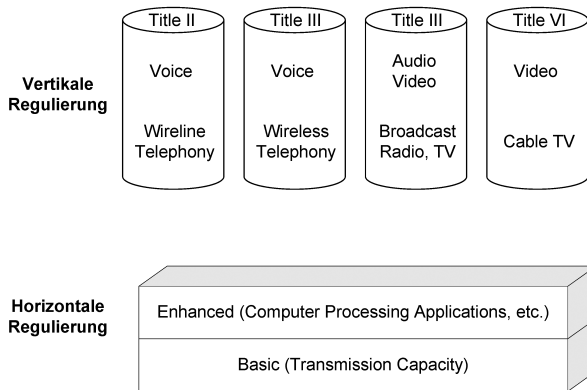 Title II
Title III
Title III
Title VI
Vertikale
Regulierung
Voice
Wireline
Telephony
Voice
Wireless
Telephony
Audio
Video
Broadcast
Radio, TV
Video
Cable TV
Horizontale
Regulierung
Enhanced (Computer Processing Applications, etc.)
Basic (Transmission Capacity)